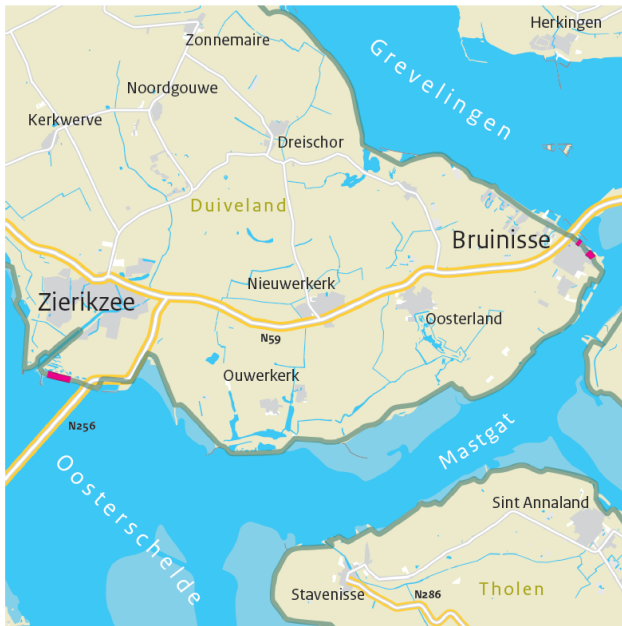 Herkingen
Zonnemaire
Grevelingen
Noordgouwe
Kerkwerve
Dreischor
Duiveland
Bruinisse
Nieuwerkerk
Zierikzee
Oosterland
N59
Ouwerkerk
N256
Mastgat
Oosterschelde
Sint Annaland
Stavenisse
N286
Tholen